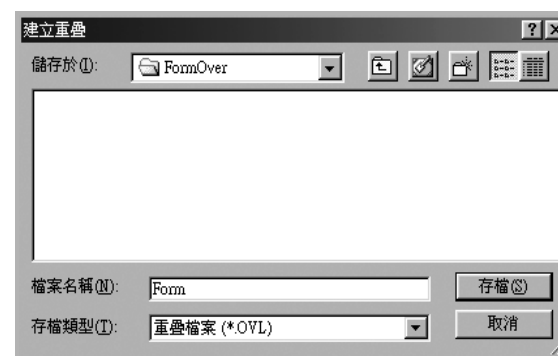 建立重疊
儲存於(I): FormOver
檔案名稱(N): Form 存檔(S)
存檔類型(T): 重疊檔案 (*.OVL) 取消